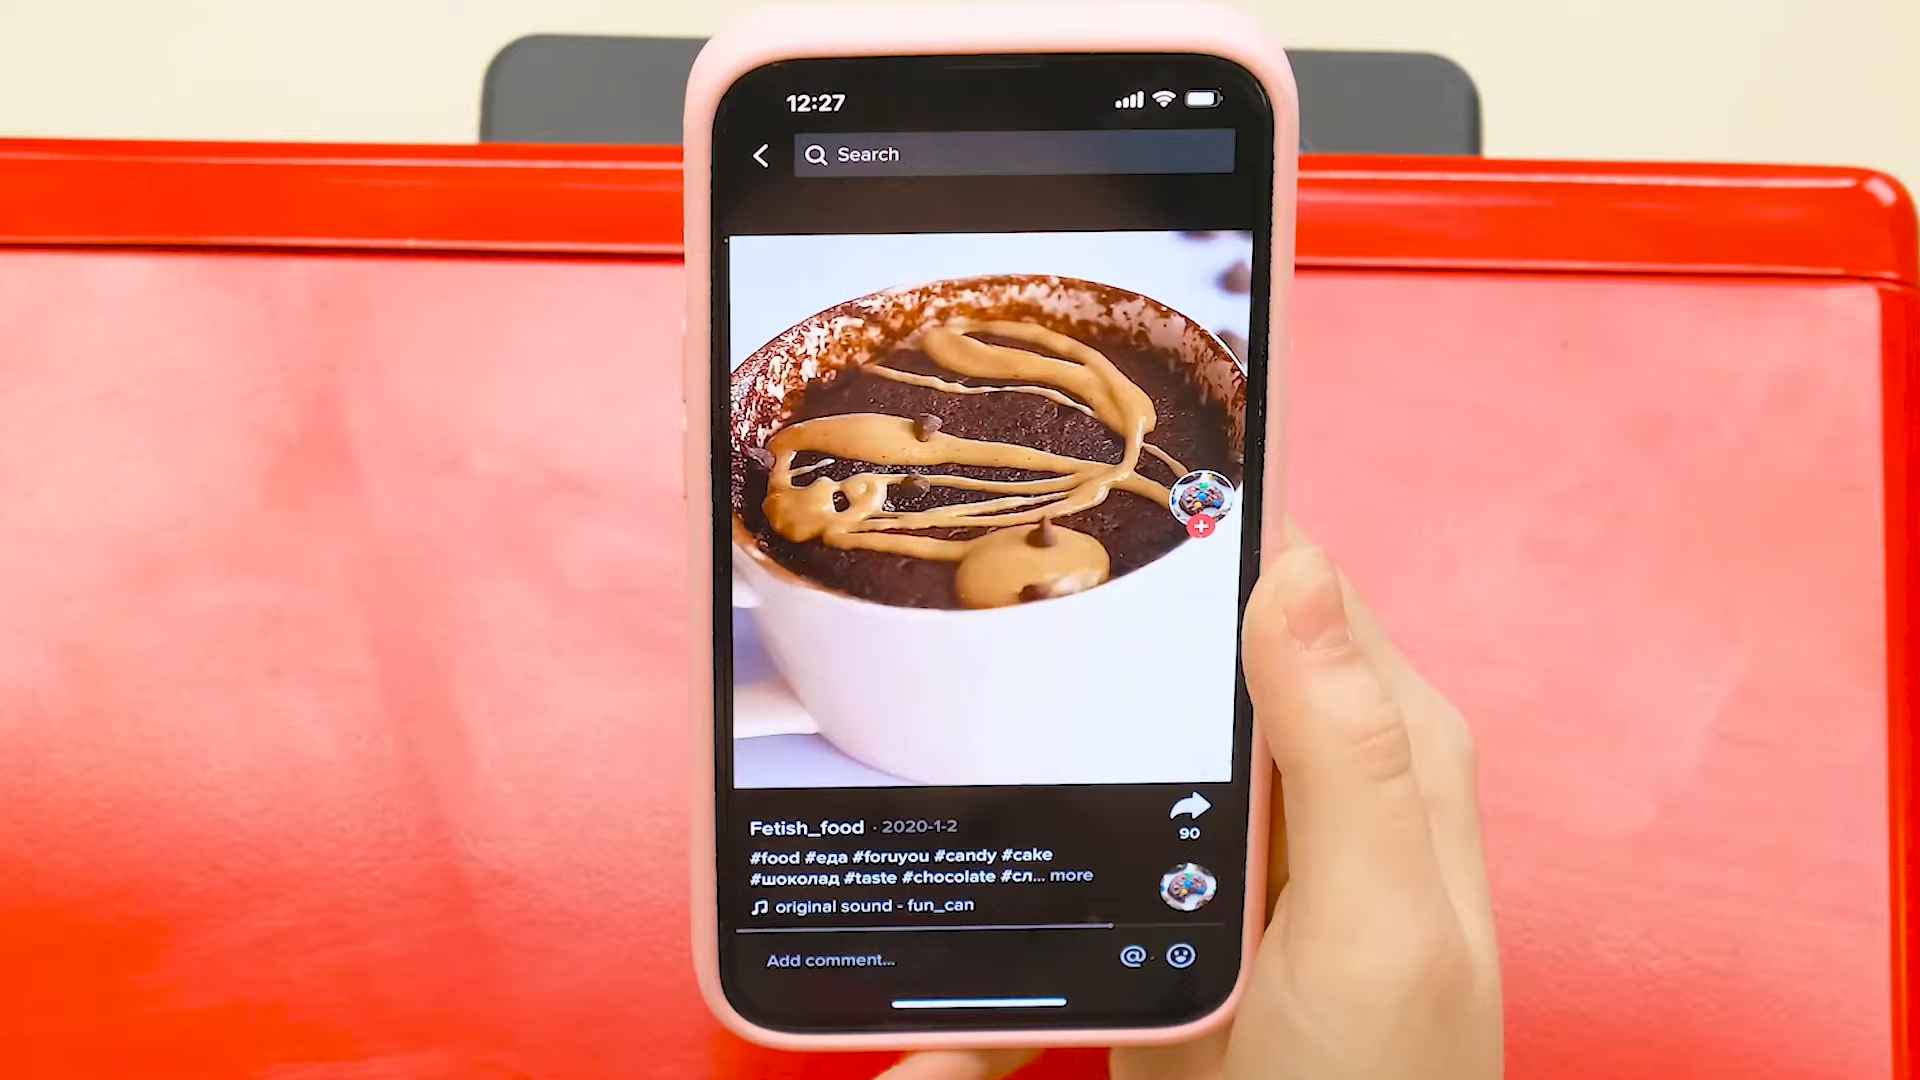 12:27
Search
90
Fetish_food · 2020-1-2
#food #еда #foruyou #candy #cake
#шоколад #taste #chocolate #сл... more
original sound - fun_can
Add comment...
@